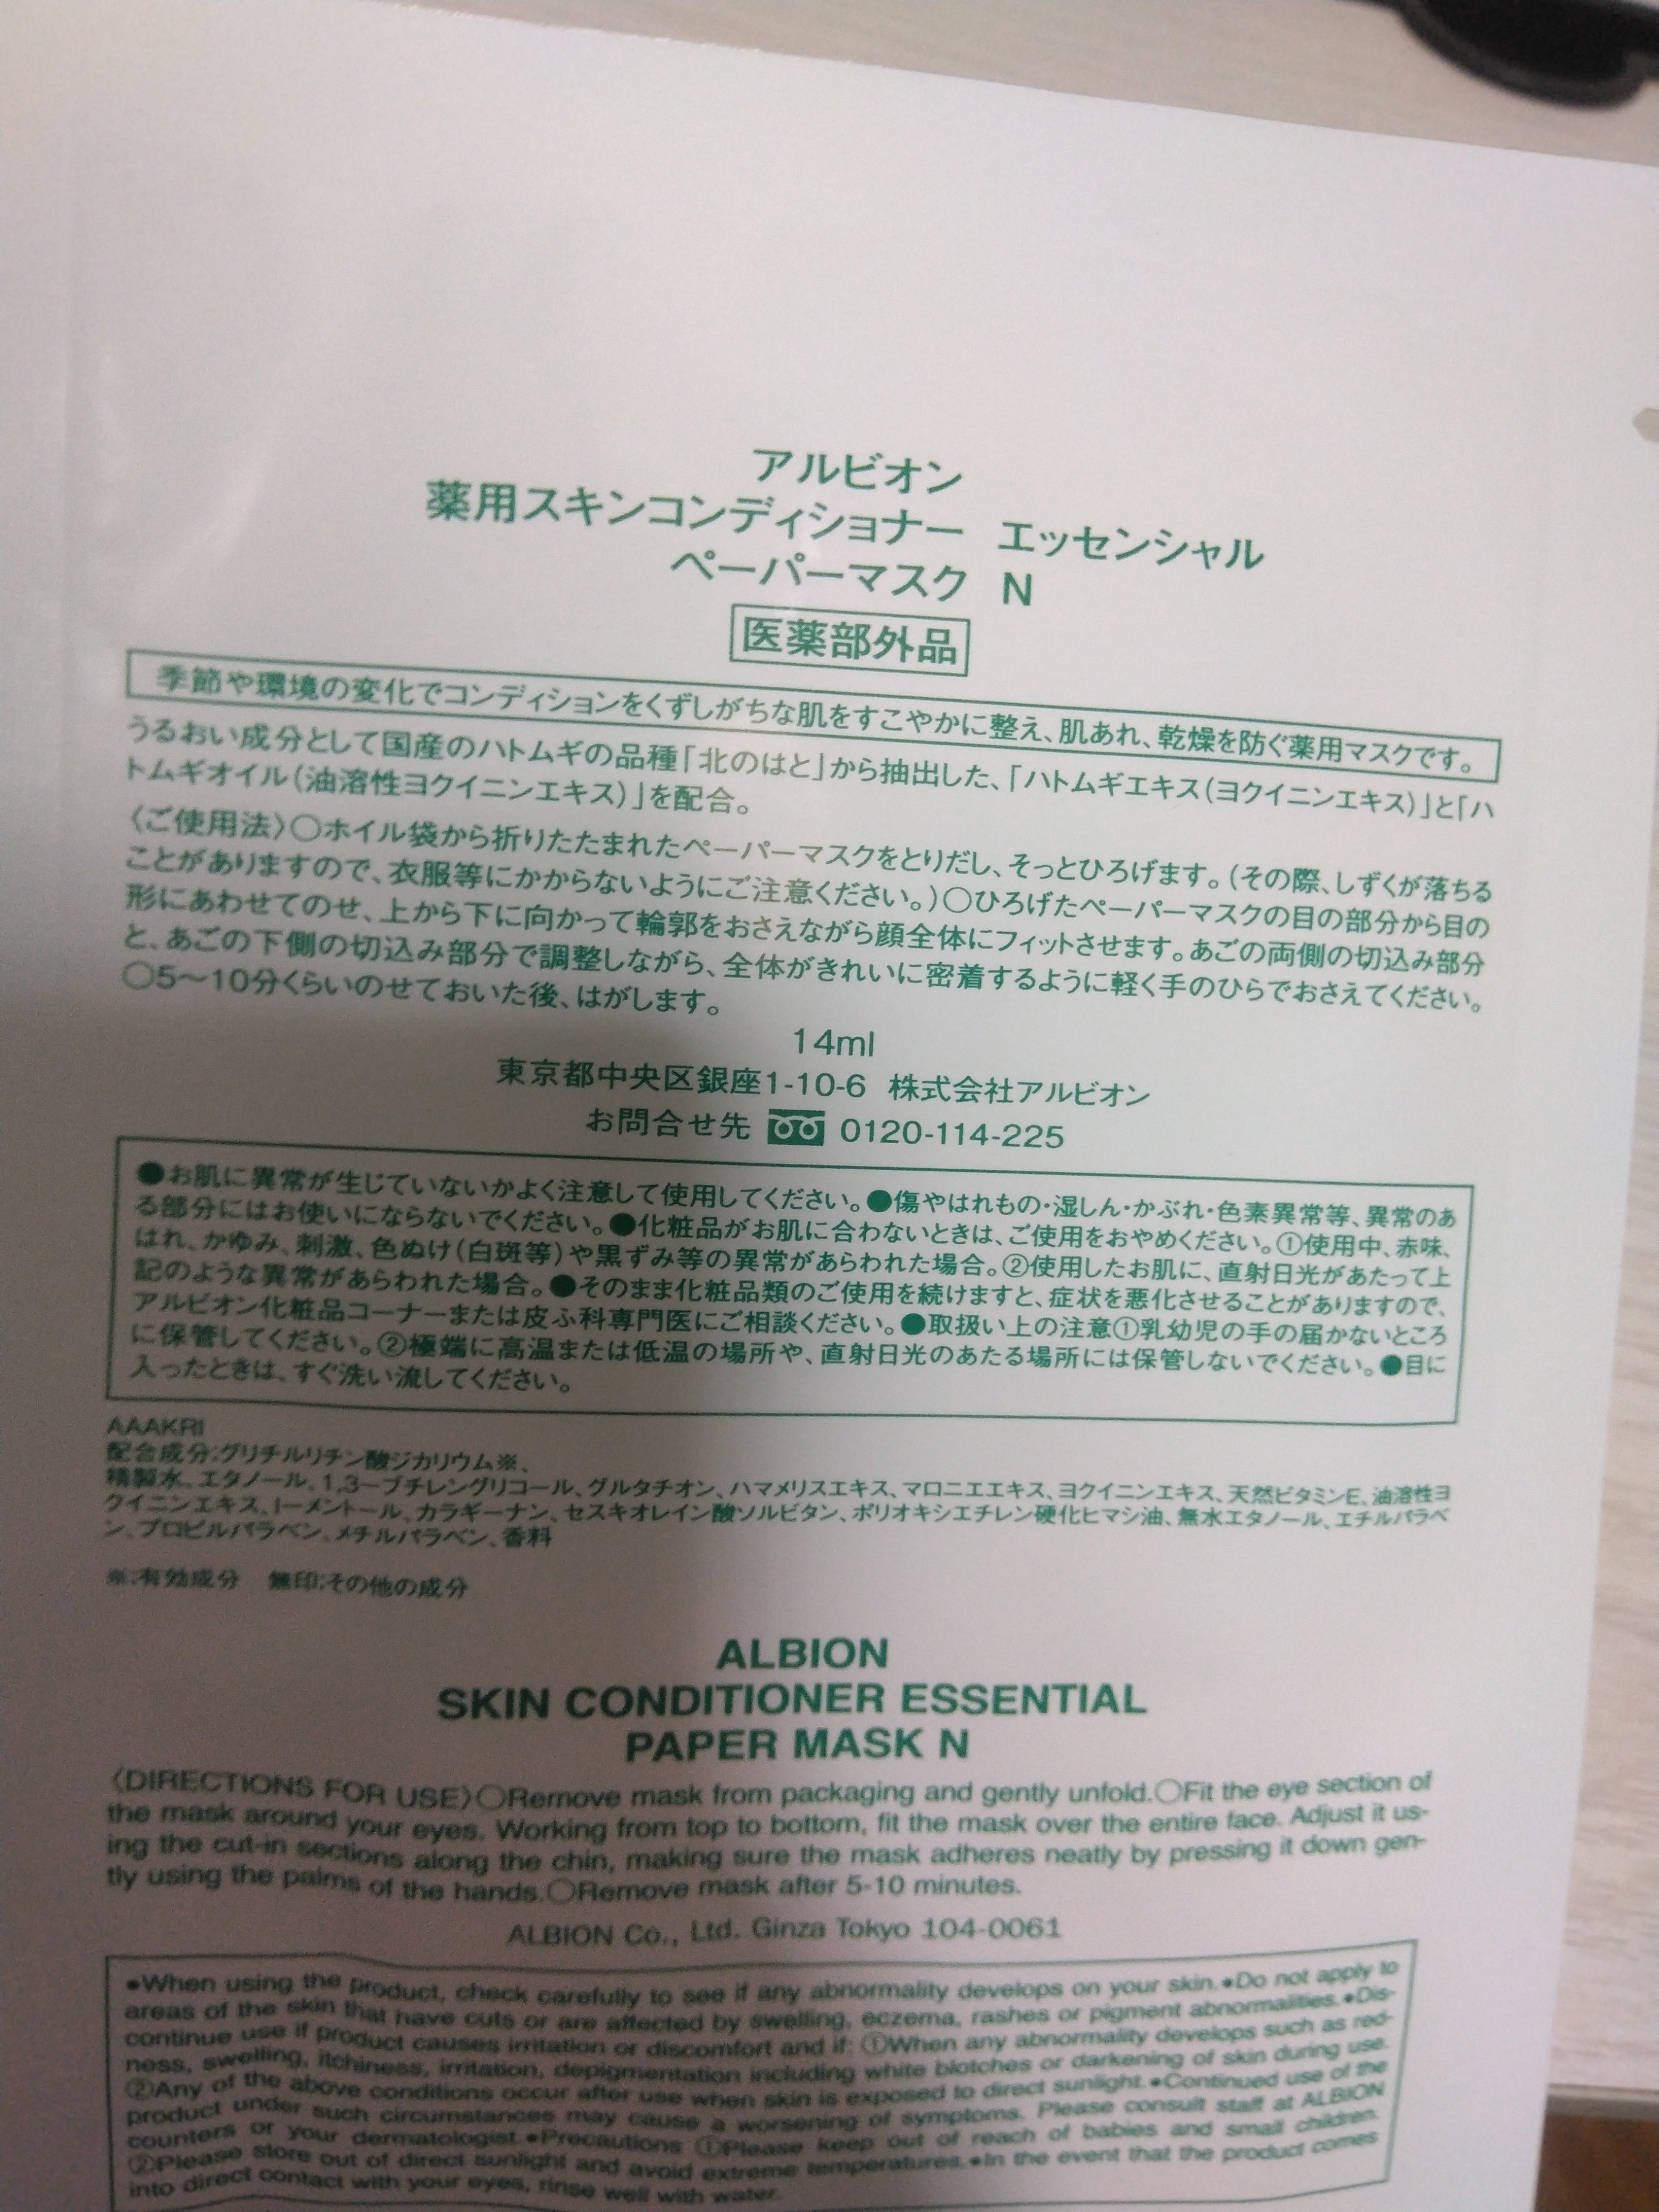 アルビオン
薬用スキンコンディショナー エッセンシャル
ペーパーマスク N
医薬部外品
季節や環境の変化でコンディションをくずしがちな肌をすこやかに整え、肌あれ、乾燥を防ぐ薬用マスクです。
うるおい成分として国産のハトムギの品種「北のはと」から抽出した、「ハトムギエキス(ヨクイニンエキス)」と「ハ
トムギオイル(油溶性ヨクイニンエキス)」を配合。
〈ご使用法〉○ホイル袋から折りたたまれたペーパーマスクをとりだし、そっとひろげます。(その際、しずくが落ちる
ことがありますので、衣服等にかからないようにご注意ください。)○ひろげたペーパーマスクの目の部分から目の
形にあわせてのせ、上から下に向かって輪郭をおさえながら顔全体にフィットさせます。あごの両側の切込み部分
と、あごの下側の切込み部分で調整しながら、全体がきれいに密着するように軽く手のひらでおさえてください。
○5〜10分くらいのせておいた後、はがします。
14ml
東京都中央区銀座1-10-6 株式会社アルビオン
お問合せ先 0120-114-225
●お肌に異常が生じていないかよく注意して使用してください。●傷やはれもの・湿しん・かぶれ・色素異常等、異常のあ
る部分にはお使いにならないでください。●化粧品がお肌に合わないときは、ご使用をおやめください。①使用中、赤味、
はれ、かゆみ、刺激、色ぬけ(白斑等)や黒ずみ等の異常があらわれた場合。②使用したお肌に、直射日光があたって上
記のような異常があらわれた場合。●そのまま化粧品類のご使用を続けますと、症状を悪化させることがありますので、
アルビオン化粧品コーナーまたは皮ふ科専門医にご相談ください。●取扱い上の注意①乳幼児の手の届かないところ
に保管してください。②極端に高温または低温の場所や、直射日光のあたる場所には保管しないでください。●目に
入ったときは、すぐ洗い流してください。
AAAKRI
配合成分:グリチルリチン酸ジカリウム※、
精製水、エタノール、1,3－ブチレングリコール、グルタチオン、ハマメリスエキス、マロニエエキス、ヨクイニンエキス、天然ビタミンE、油溶性ヨ
クイニンエキス、l－メントール、カラギーナン、セスキオレイン酸ソルビタン、ポリオキシエチレン硬化ヒマシ油、無水エタノール、エチルパラベ
ン、プロピルパラベン、メチルパラベン、香料
※:有効成分 無印:その他の成分
ALBION
SKIN CONDITIONER ESSENTIAL
PAPER MASK N
〈DIRECTIONS FOR USE〉○Remove mask from packaging and gently unfold.○Fit the eye section of
the mask around your eyes. Working from top to bottom, fit the mask over the entire face. Adjust it us-
ing the cut-in sections along the chin, making sure the mask adheres neatly by pressing it down gen-
tly using the palms of the hands.○Remove mask after 5-10 minutes.
ALBION Co., Ltd. Ginza Tokyo 104-0061
●When using the product, check carefully to see if any abnormality develops on your skin.●Do not apply to
areas of the skin that have cuts or are affected by swelling, eczema, rashes or pigment abnormalities.●Dis-
continue use if product causes irritation or discomfort and if: ①When any abnormality develops such as red-
ness, swelling, itchiness, irritation, depigmentation including white blotches or darkening of skin during use.
②Any of the above conditions occur after use when skin is exposed to direct sunlight.●Continued use of the
product under such circumstances may cause a worsening of symptoms. Please consult staff at ALBION
counters or your dermatologist.●Precautions ①Please keep out of reach of babies and small children.
②Please store out of direct sunlight and avoid extreme temperatures.●In the event that the product comes
into direct contact with your eyes, rinse well with water.